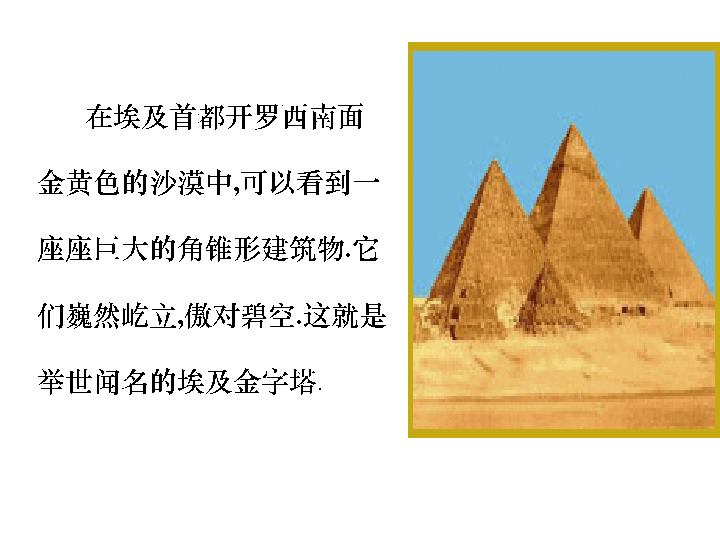 在埃及首都开罗西南面
金黄色的沙漠中,可以看到一
座座巨大的角锥形建筑物.它
们巍然屹立,傲对碧空.这就是
举世闻名的埃及金字塔.